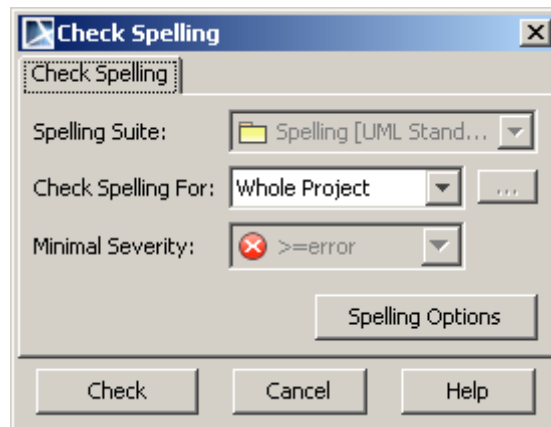 Check Spelling
Check Spelling
Spelling Suite: Spelling [UML Stand...
Check Spelling For: Whole Project ...
Minimal Severity: >=error
Spelling Options
Check Cancel Help